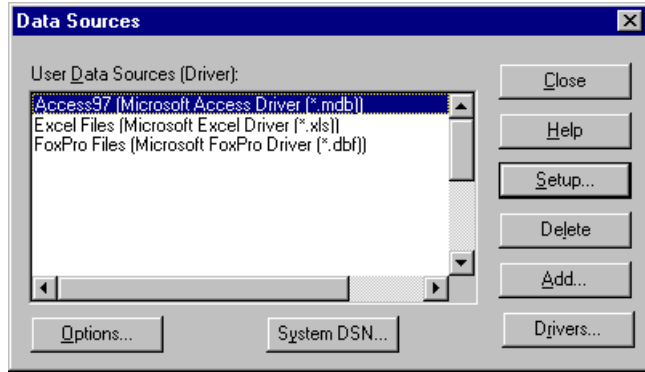 Data Sources
User Data Sources (Driver):
Access97 (Microsoft Access Driver (*.mdb))
Excel Files (Microsoft Excel Driver (*.xls))
FoxPro Files (Microsoft FoxPro Driver (*.dbf))
Close
Help
Setup...
Delete
Add...
Options...
System DSN...
Drivers...